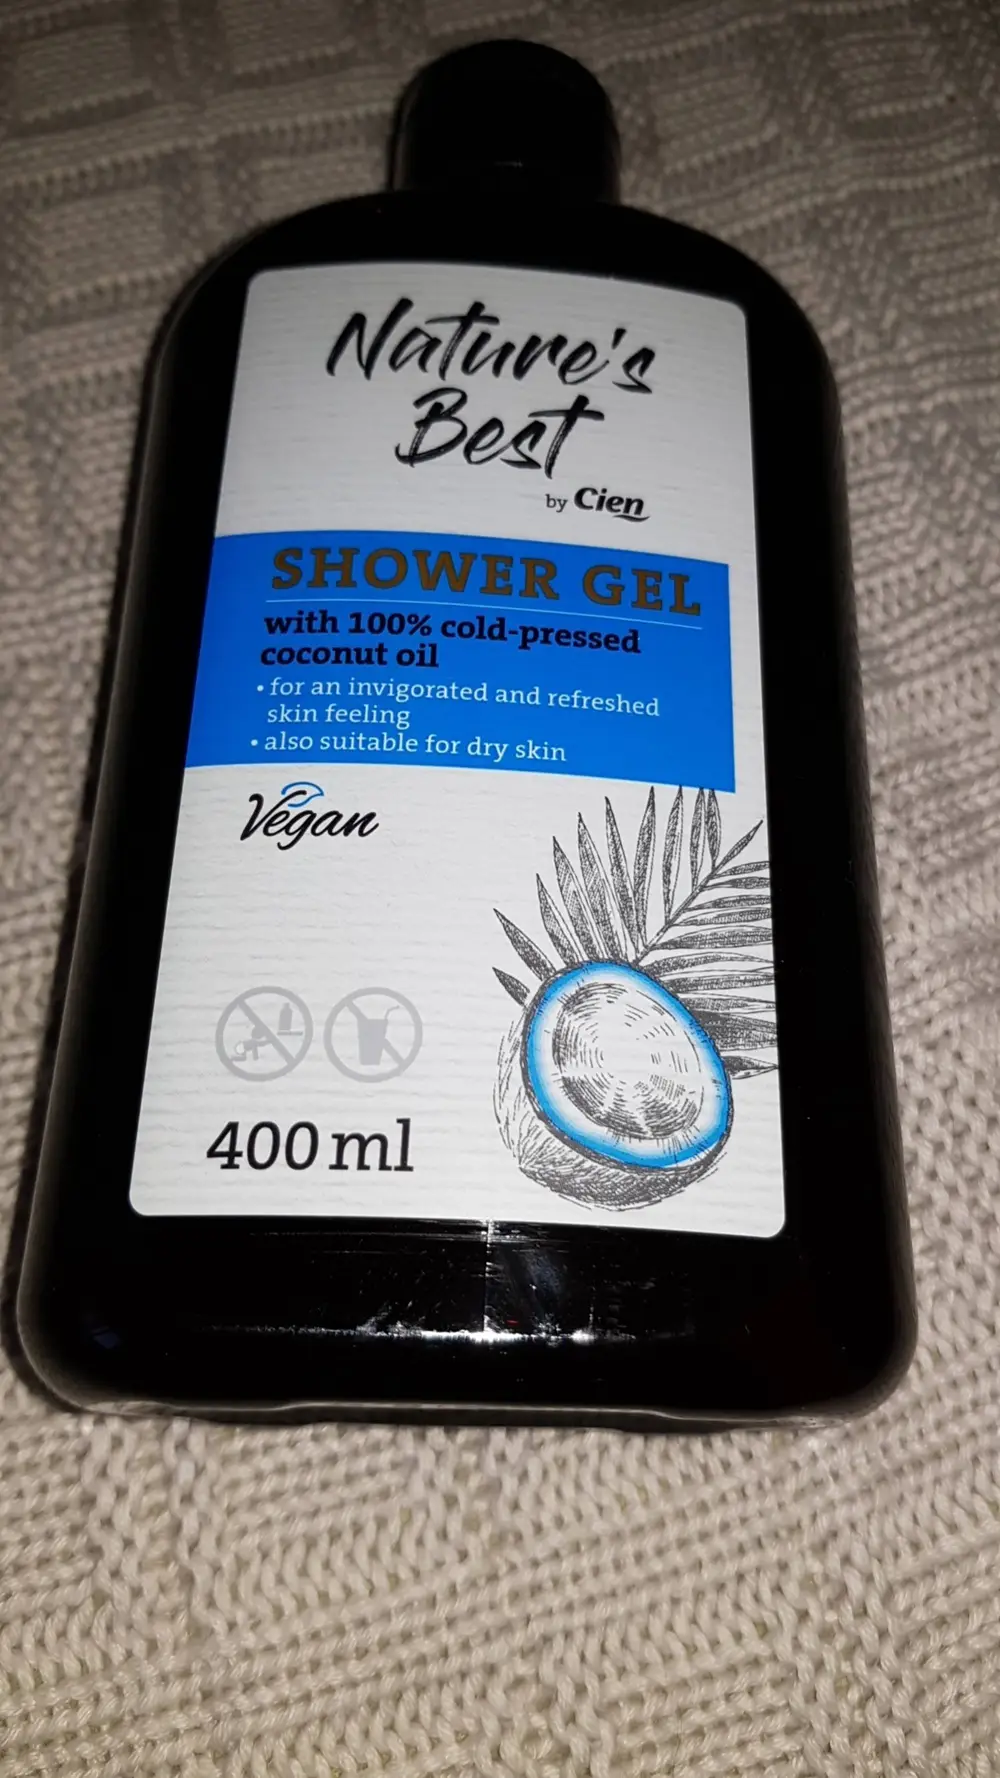 Nature's
Best
by Cien
SHOWER GEL
with 100% cold-pressed
coconut oil
• for an invigorated and refreshed
skin feeling
• also suitable for dry skin
Vegan
400 ml